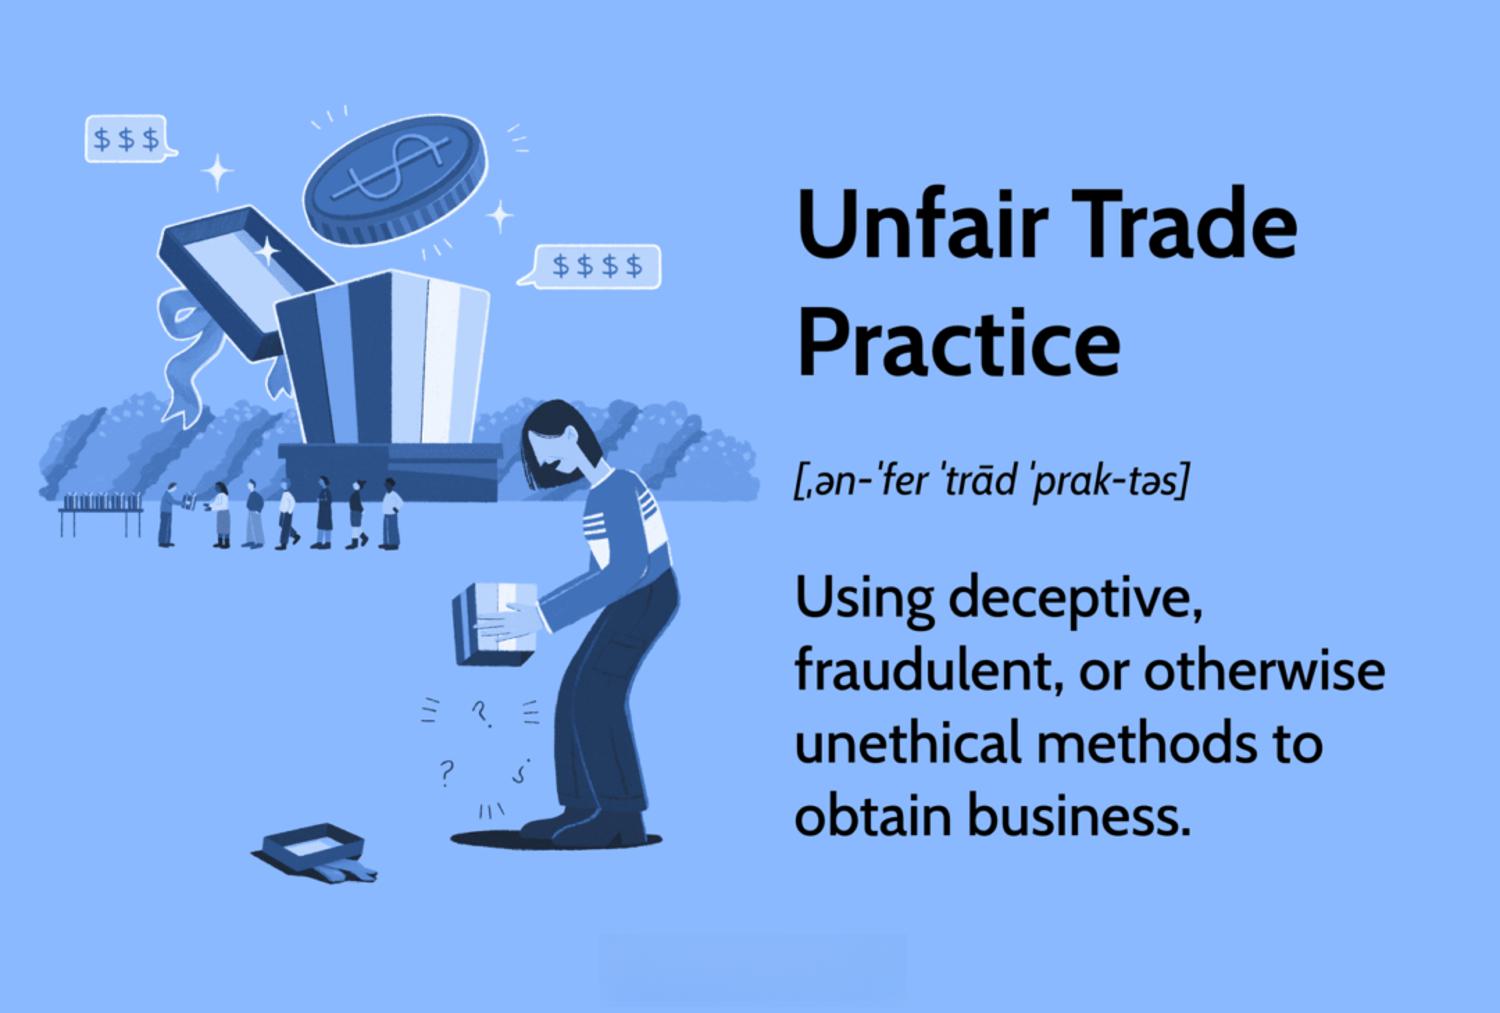 $ $ $
$ $ $ $
Unfair Trade
Practice
[ˌən-ˈfer ˈtrād ˈprak-təs]
Using deceptive,
fraudulent, or otherwise
unethical methods to
obtain business.
?
? ?